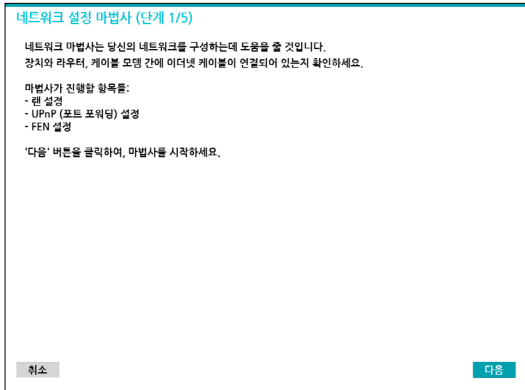 네트워크 설정 마법사 (단계 1/5)
네트워크 마법사는 당신의 네트워크를 구성하는데 도움을 줄 것입니다.
장치와 라우터, 케이블 모뎀 간에 이더넷 케이블이 연결되어 있는지 확인하세요.
마법사가 진행할 항목들:
- 랜 설정
- UPnP (포트 포워딩) 설정
- FEN 설정
'다음' 버튼을 클릭하여, 마법사를 시작하세요.
취소
다음